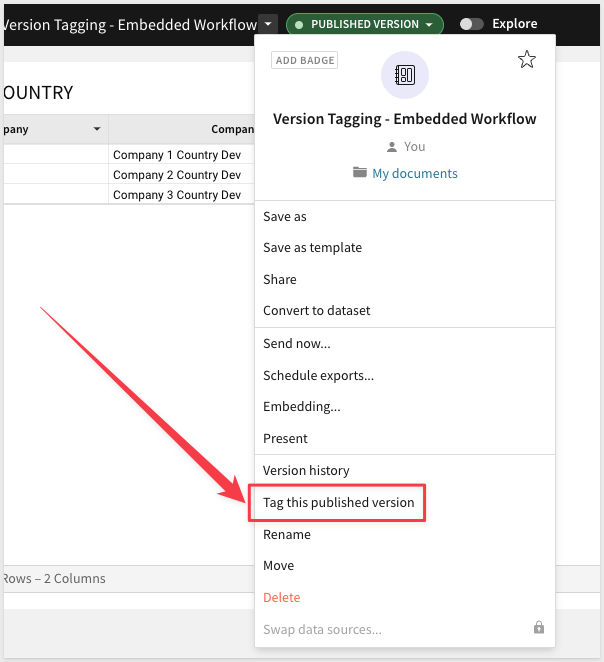 Version Tagging - Embedded Workflow
PUBLISHED VERSION
Explore
OUNTRY
pany
Compan
Company 1 Country Dev
Company 2 Country Dev
Company 3 Country Dev
Rows – 2 Columns
ADD BADGE
Version Tagging - Embedded Workflow
You
My documents
Save as
Save as template
Share
Convert to dataset
Send now...
Schedule exports...
Embedding...
Present
Version history
Tag this published version
Rename
Move
Delete
Swap data sources...